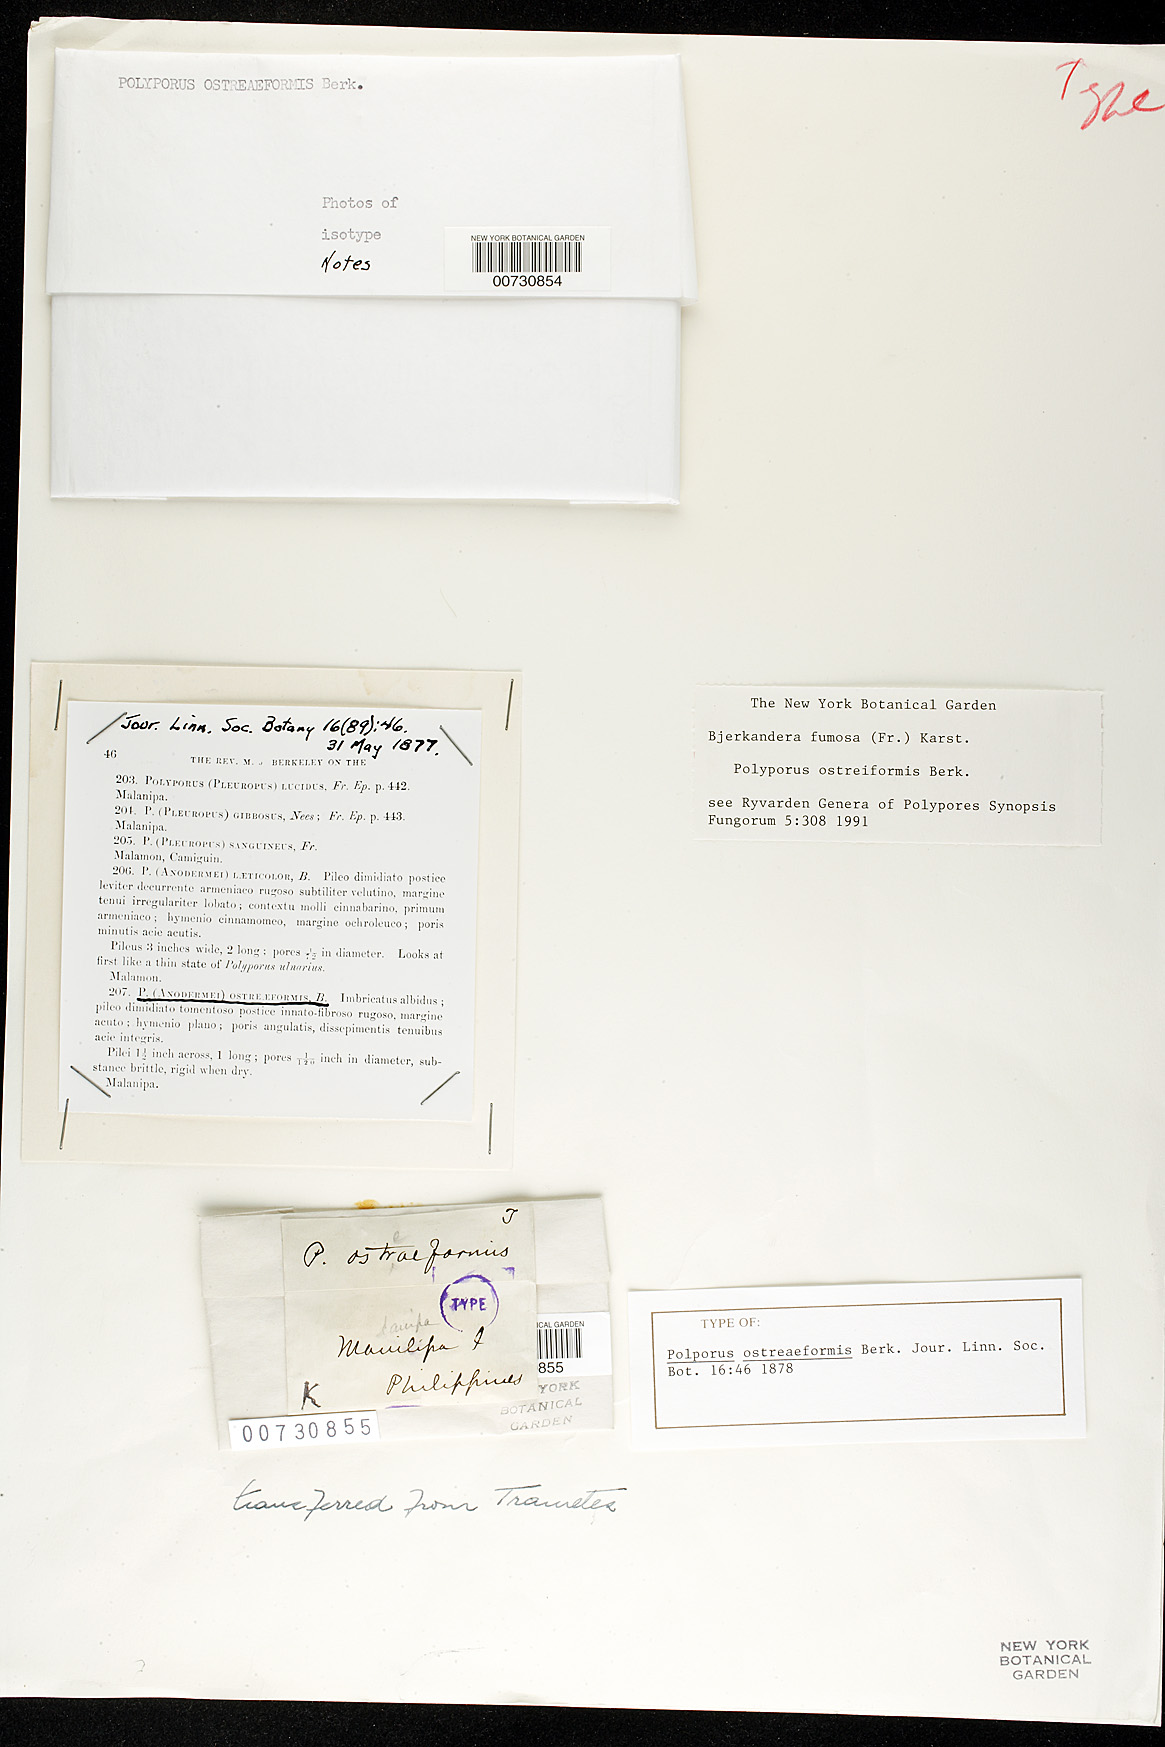 POLYPORUS OSTREAEFORMIS Berk.
Type
Photos of
isotype
Notes
NEW YORK BOTANICAL GARDEN
00730854
Jour. Linn. Soc. Botany 16(89):46.
31 May 1877.
46
THE REV. M. J. BERKELEY ON THE
203. POLYPORUS (PLEUROPUS) LUCIDUS, Fr. Ep. p. 442.
Malanipa.
204. P. (PLEUROPUS) GIBBOSUS, Nees; Fr. Ep. p. 443.
Malanipa.
205. P. (PLEUROPUS) SANGUINEUS, Fr.
Malamon, Camiguin.
206. P. (ANODERMEI) LÆTICOLOR, B. Pileo dimidiato postice
leviter decurrente armeniaco rugoso subtiliter velutino, margine
tenui irregulariter lobato; contextu molli cinnabarino, primum
armeniaco; hymenio cinnamomeo, margine ochroleuco; poris
minutis acie acutis.
Pileus 3 inches wide, 2 long; pores in diameter. Looks at
first like a thin state of Polyporus ulmarius.
Malamon.
207. P. (ANODERMEI) OSTREÆFORMIS, B. Imbricatus albidus;
pileo dimidiato tomentoso postice innato-fibroso rugoso, margine
acuto; hymenio plano; poris angulatis, dissepimentis tenuibus
acie integris.
Pilei 1½ inch across, 1 long; pores inch in diameter, sub-
stance brittle, rigid when dry.
Malanipa.
The New York Botanical Garden
Bjerkandera fumosa (Fr.) Karst.
Polyporus ostreiformis Berk.
see Ryvarden Genera of Polypores Synopsis
Fungorum 5:308 1991
T
P. ostraeformis
TYPE
Manilipa
Philippines
K
ICAL GARDEN
855
YORK
BOTANICAL
GARDEN
00730855
TYPE OF:
Polporus ostreaeformis Berk. Jour. Linn. Soc.
Bot. 16:46 1878
transferred from Trametes
NEW YORK
BOTANICAL
GARDEN